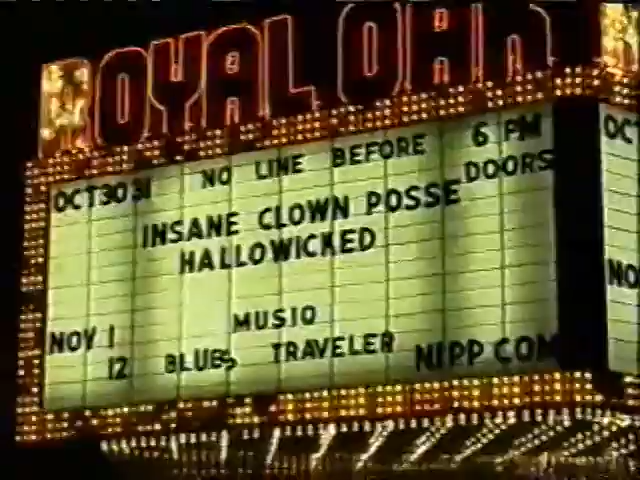 ROYAL OAK
OCT 30 31 NO LINE BEFORE 6 PM
DOORS
INSANE CLOWN POSSE
HALLOWICKED
NOV 1 MUSIQ
12 BLUES TRAVELER NIPP COM
OCT
NO